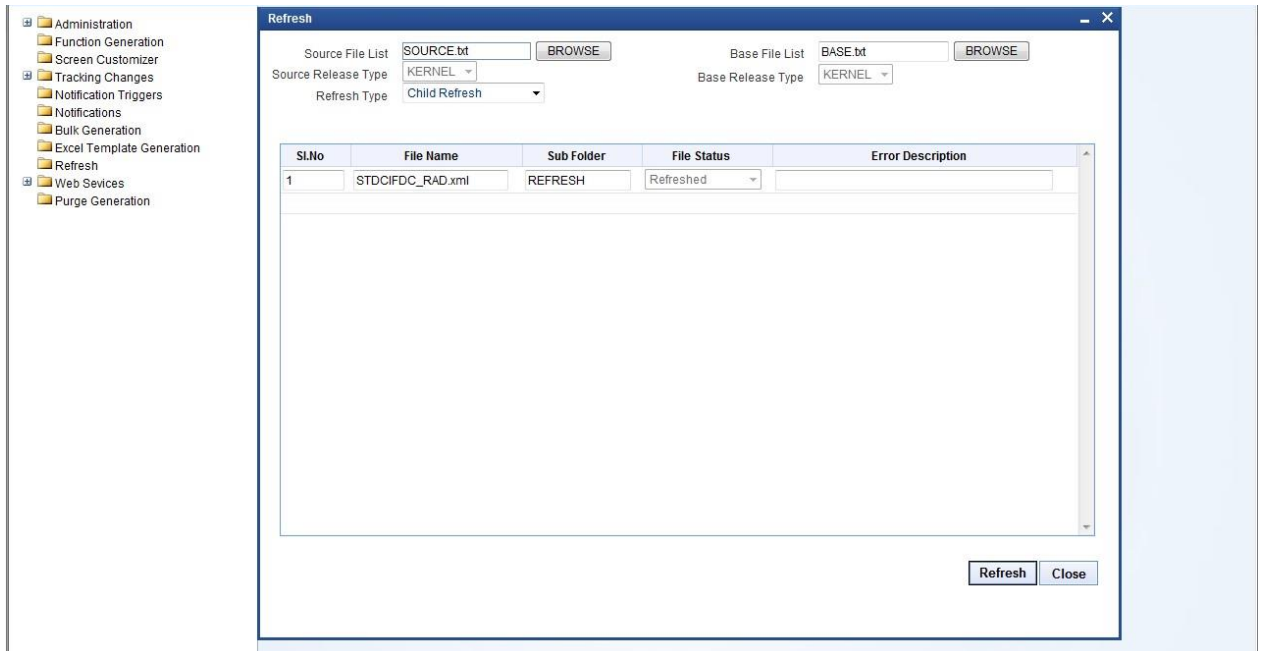 Administration
Function Generation
Screen Customizer
Tracking Changes
Notification Triggers
Notifications
Bulk Generation
Excel Template Generation
Refresh
Web Sevices
Purge Generation
Refresh
Source File List SOURCE.txt BROWSE Base File List BASE.txt BROWSE
Source Release Type KERNEL Base Release Type KERNEL
Refresh Type Child Refresh
Sl.No File Name Sub Folder File Status Error Description
1 STDCIFDC_RAD.xml REFRESH Refreshed
Refresh Close